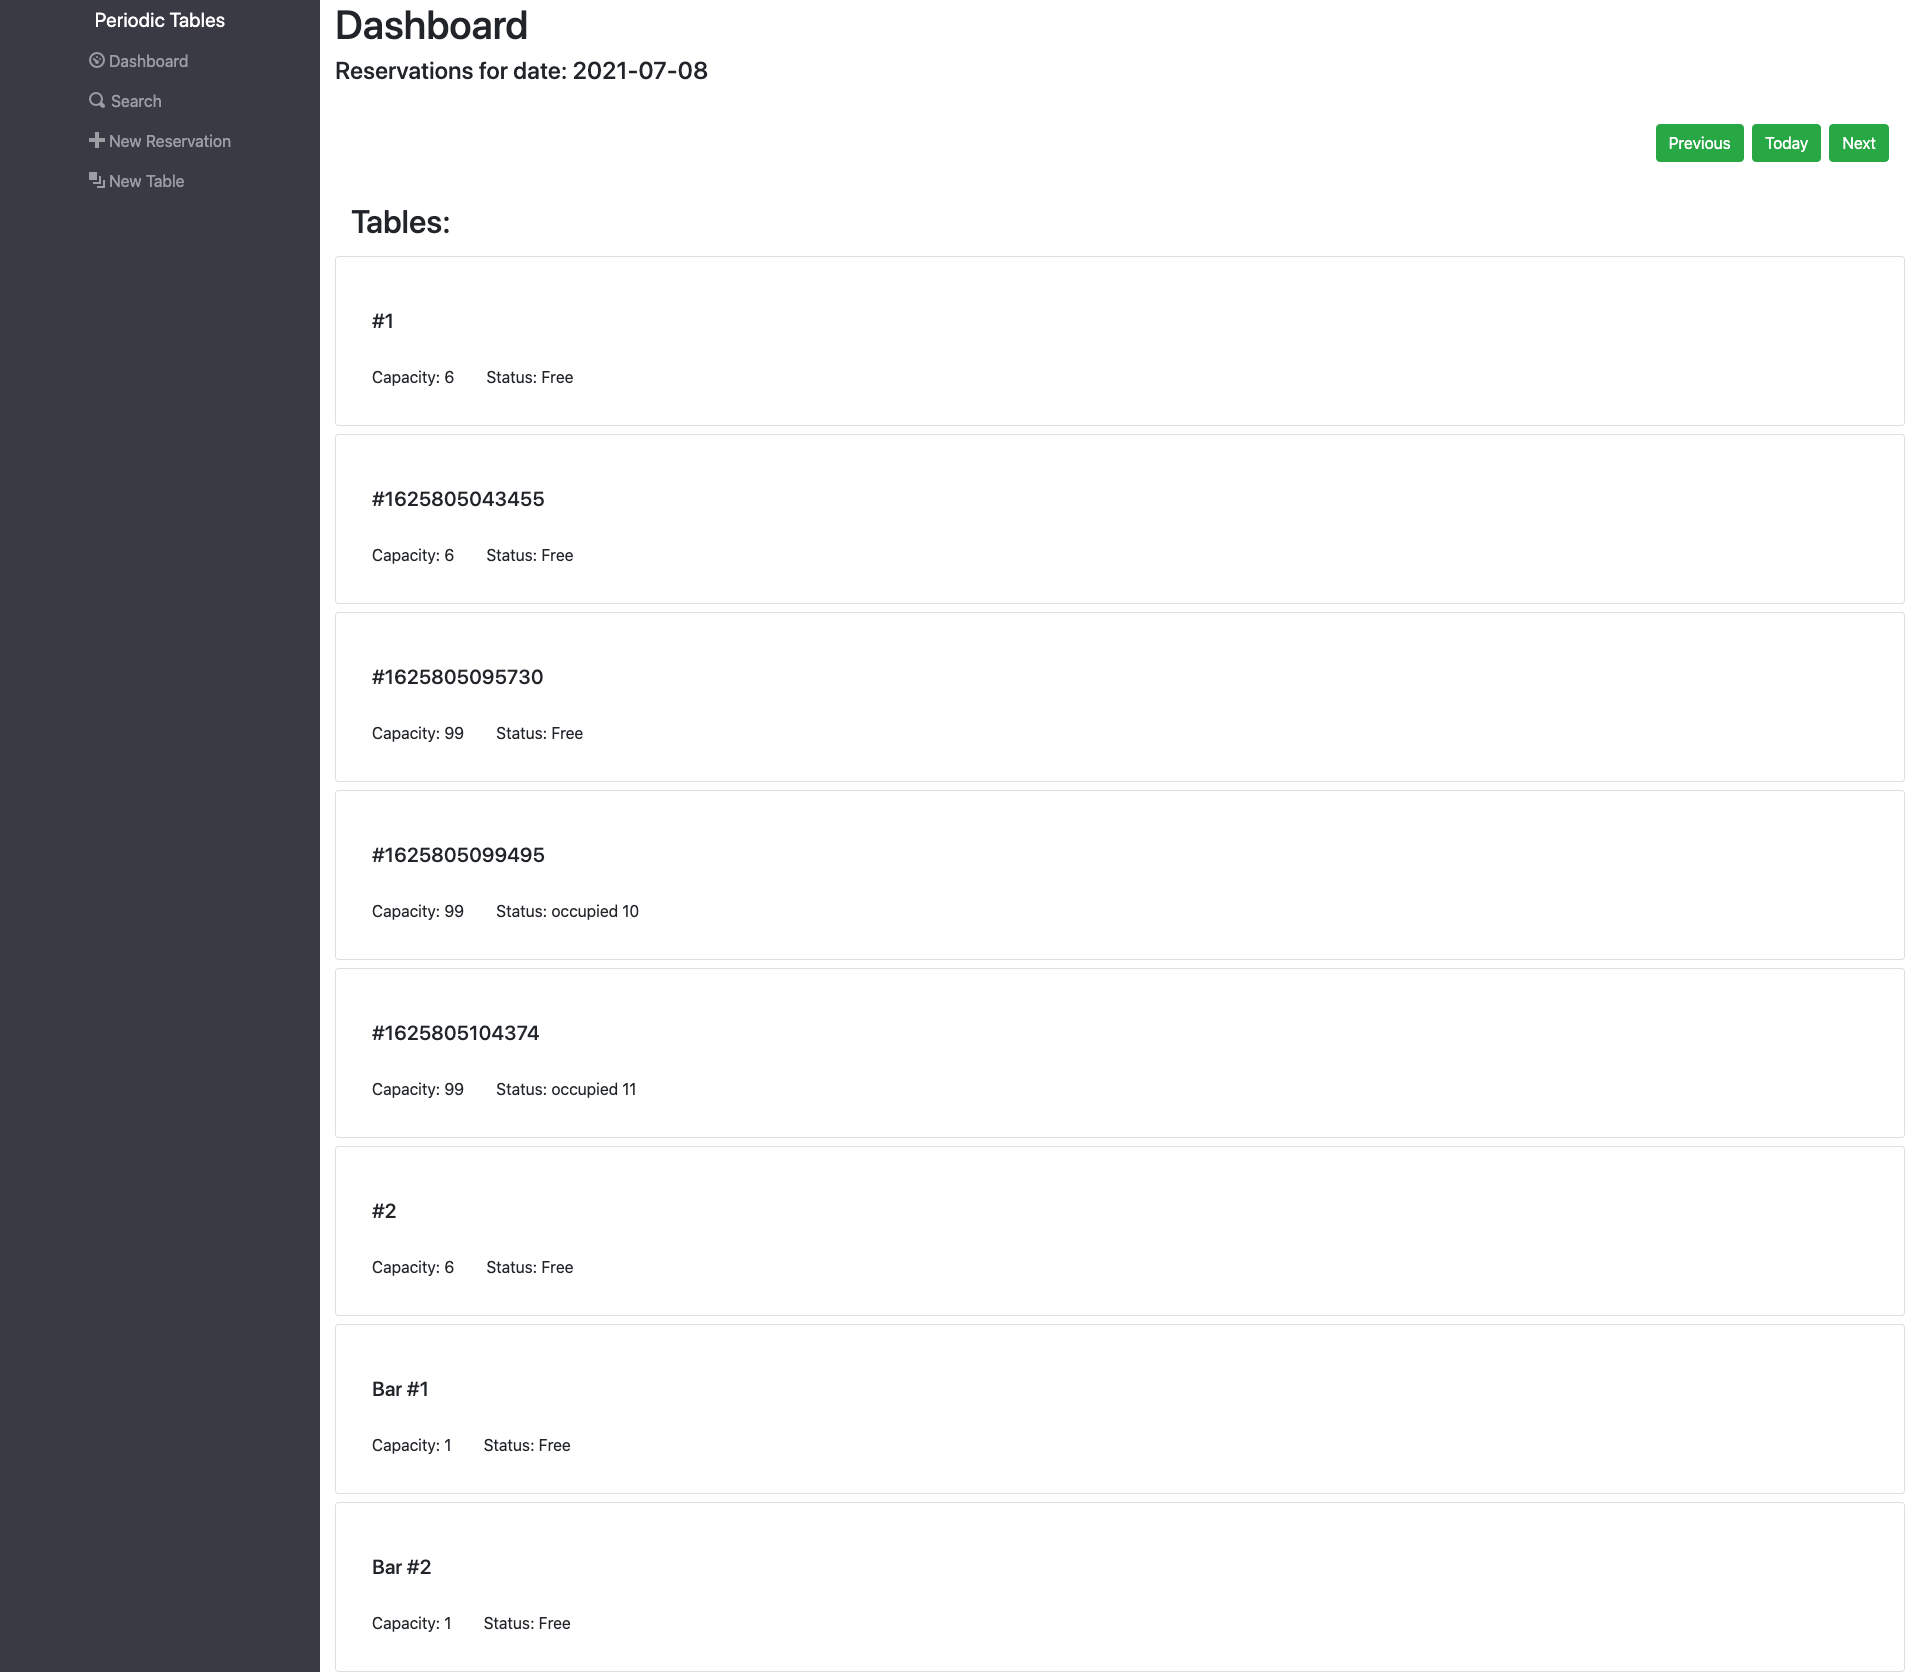 Periodic Tables
Dashboard
Search
New Reservation
New Table
Dashboard
Reservations for date: 2021-07-08
Previous Today Next
Tables:
#1
Capacity: 6 Status: Free
#1625805043455
Capacity: 6 Status: Free
#1625805095730
Capacity: 99 Status: Free
#1625805099495
Capacity: 99 Status: occupied 10
#1625805104374
Capacity: 99 Status: occupied 11
#2
Capacity: 6 Status: Free
Bar #1
Capacity: 1 Status: Free
Bar #2
Capacity: 1 Status: Free